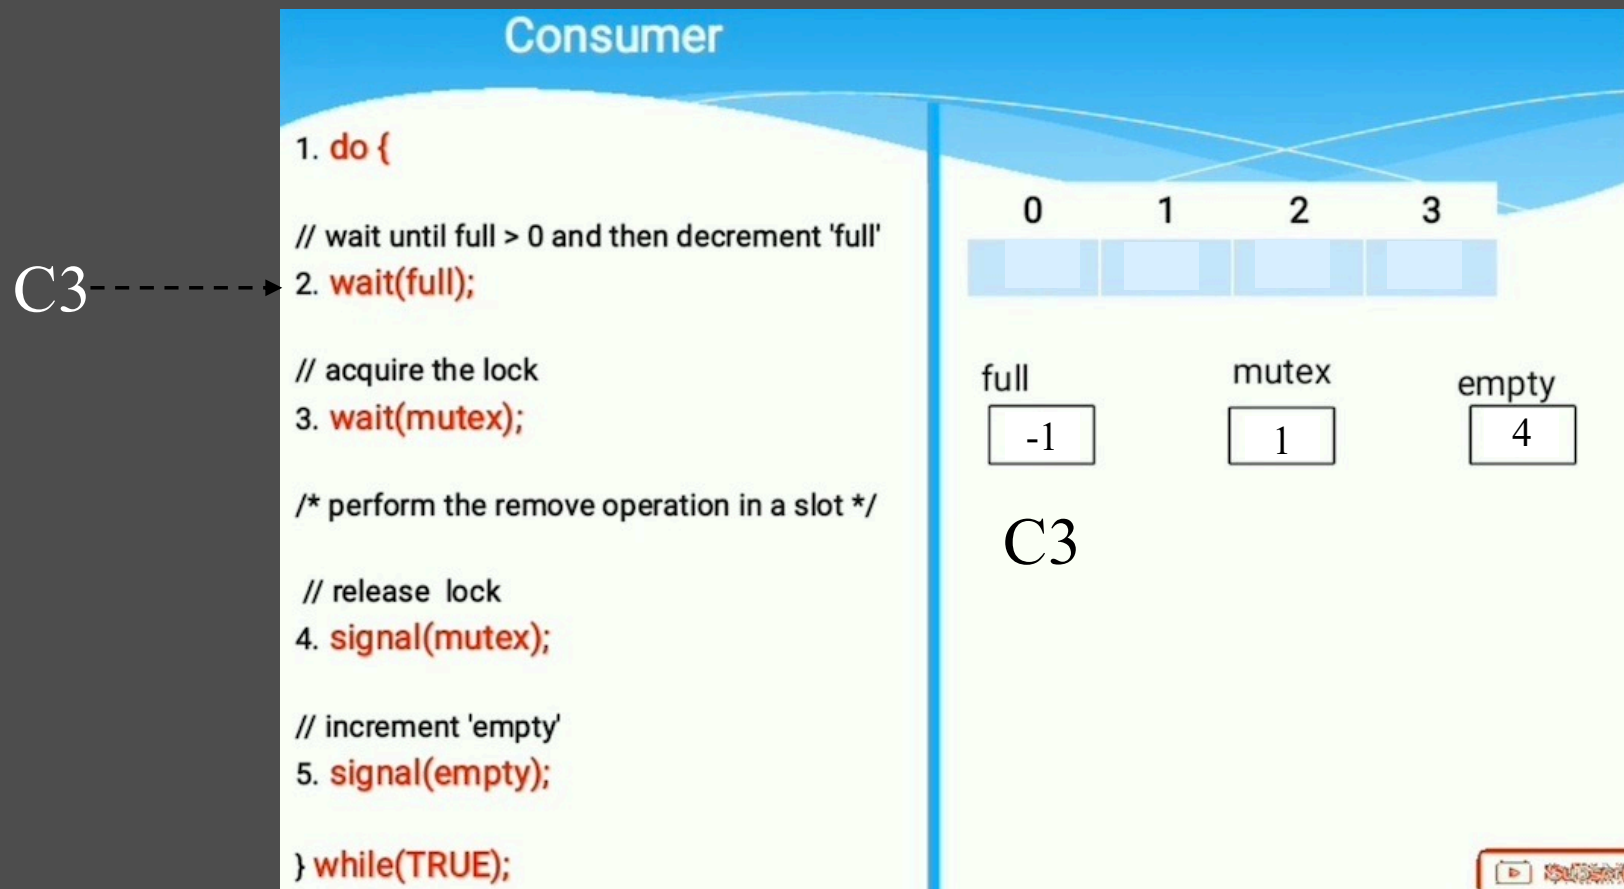 Consumer
1. do {
// wait until full > 0 and then decrement 'full'
C3
2. wait(full);
// acquire the lock
3. wait(mutex);
/* perform the remove operation in a slot */
// release lock
4. signal(mutex);
// increment 'empty'
5. signal(empty);
} while(TRUE);
0 1 2 3
full mutex empty
-1 1 4
C3